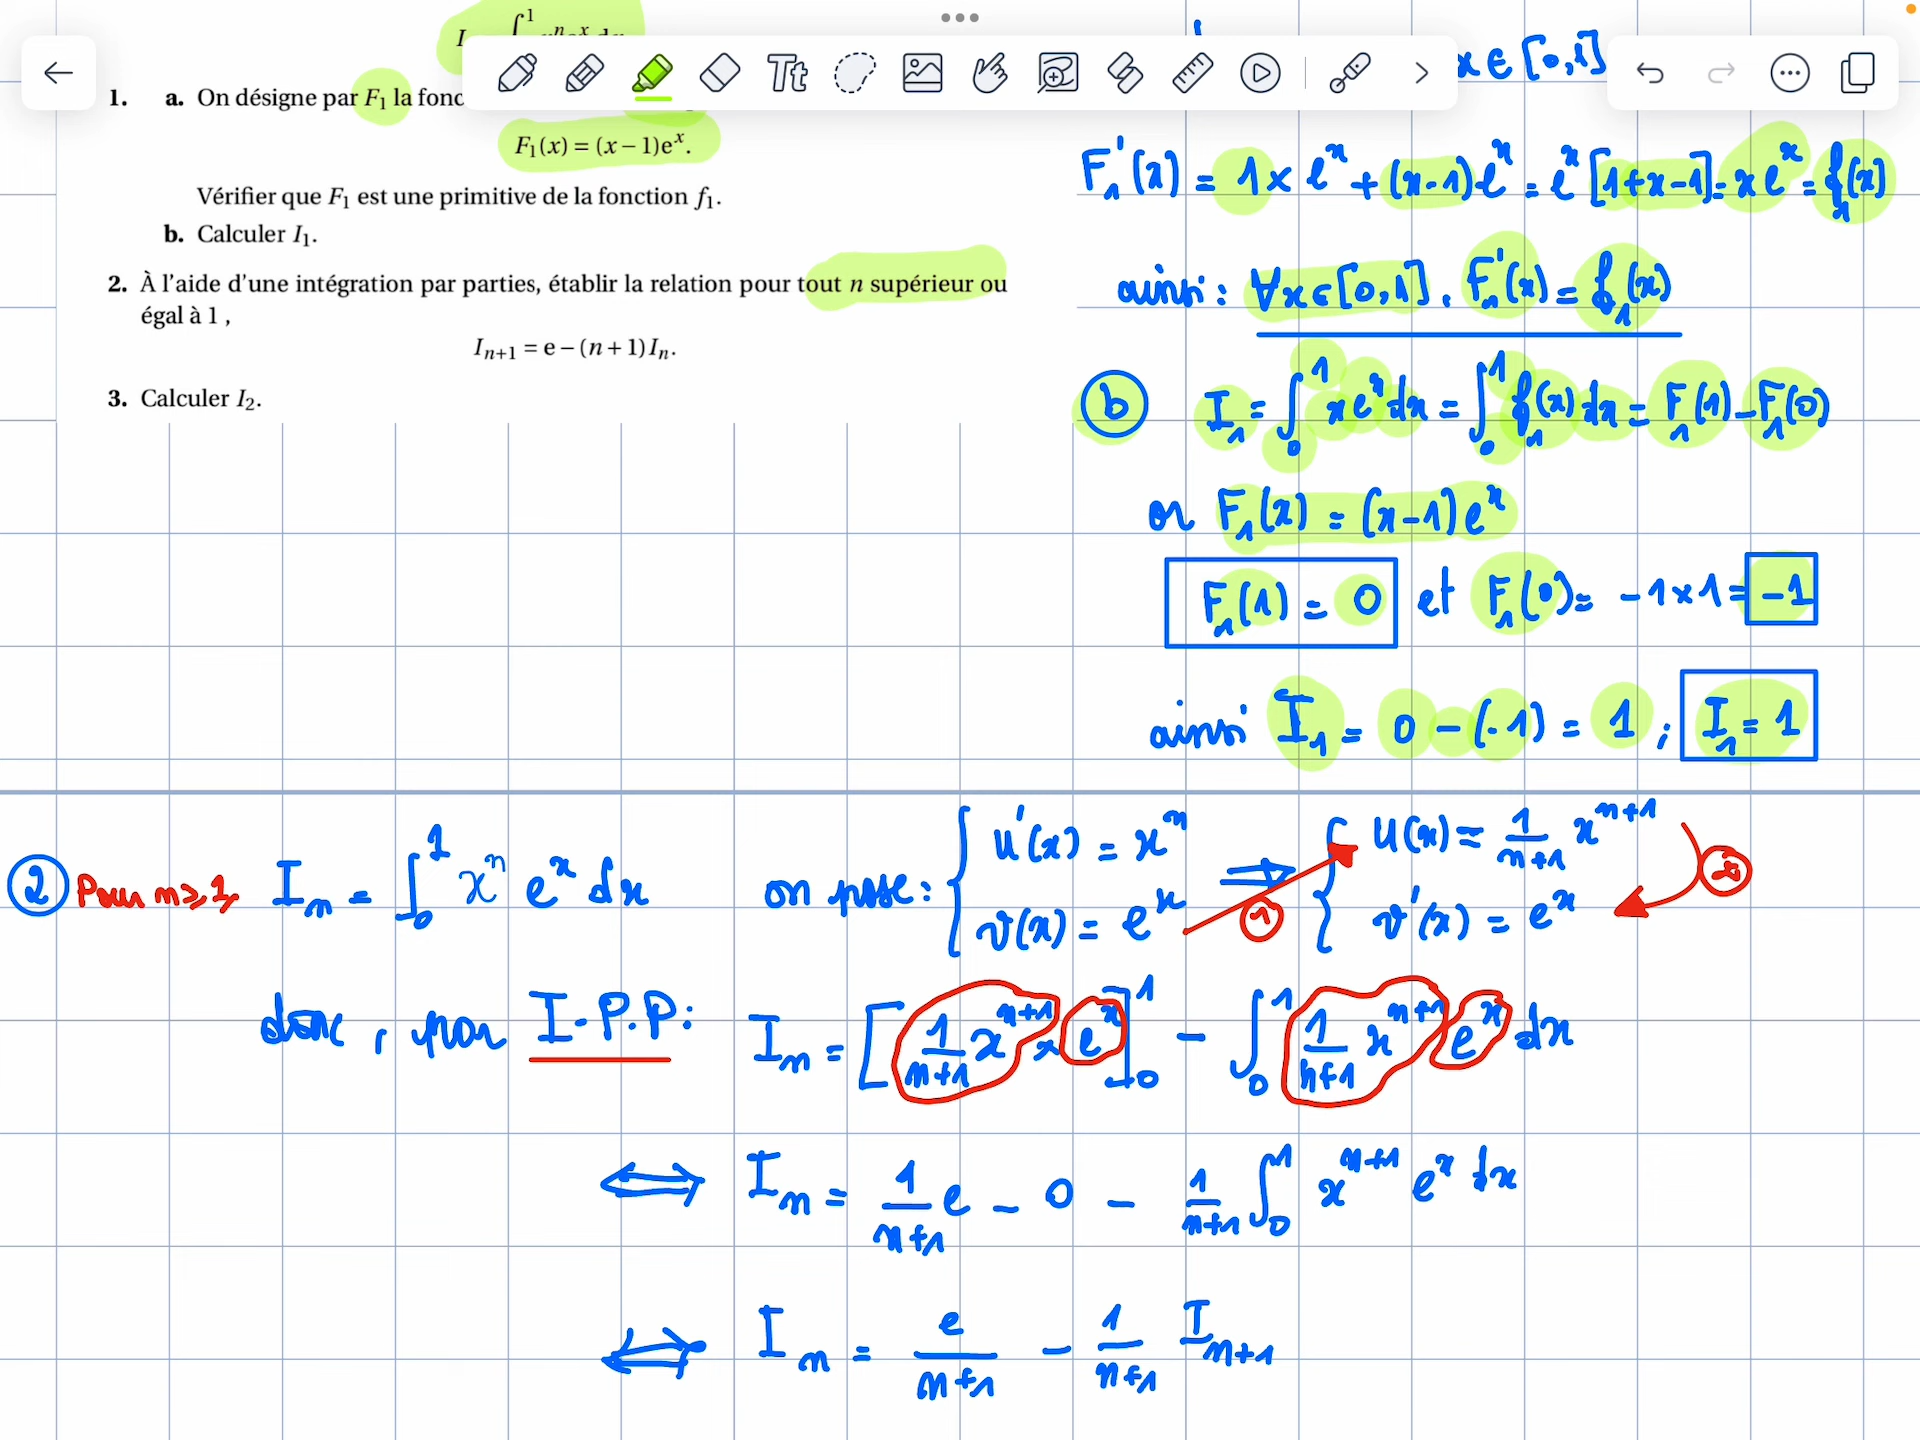 1. a. On désigne par F₁ la fonc
F₁(x) = (x − 1)eˣ.
Vérifier que F₁ est une primitive de la fonction f₁.
b. Calculer I₁.
2. À l'aide d'une intégration par parties, établir la relation pour tout n supérieur ou
égal à 1 ,
Iₙ₊₁ = e − (n + 1)Iₙ.
3. Calculer I₂.
Tt
x ∈ [0,1]
F₁'(x) = 1 × eˣ + (x-1)eˣ = eˣ [1+x-1] = x eˣ = f₁(x)
ainsi : ∀x∈[0,1], F₁'(x) = f₁(x)
b I₁ = ∫₀¹ x eˣ dx = ∫₀¹ f₁(x) dx = F₁(1) - F₁(0)
or F₁(x) = (x-1) eˣ
F₁(1) = 0 et F₁(0) = -1×1 = -1
ainsi I₁ = 0 - (-1) = 1 ; I₁ = 1
2 Pour n ≥ 1, Iₙ = ∫₀¹ xⁿ eˣ dx on pose : { u'(x) = xⁿ ⟹ { u(x) = 1/(n+1) xⁿ⁺¹ 2
v(x) = eˣ 1 v'(x) = eˣ
donc, par I.P.P : Iₙ = [1/(n+1) xⁿ⁺¹ × eˣ]₀¹ - ∫₀¹ 1/(n+1) xⁿ⁺¹ eˣ dx
⟺ Iₙ = 1/(n+1) e - 0 - 1/(n+1) ∫₀¹ xⁿ⁺¹ eˣ dx
⟺ Iₙ = e/(n+1) - 1/(n+1) Iₙ₊₁